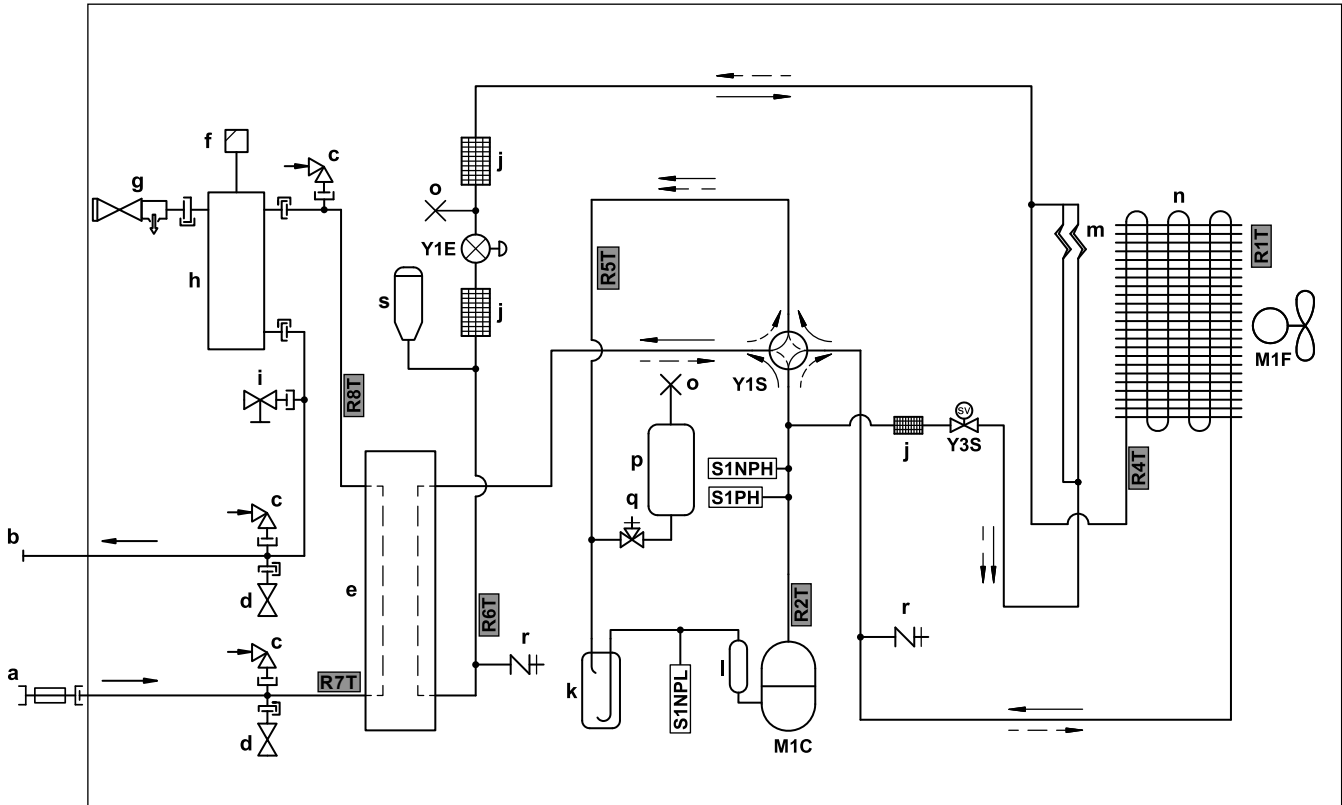 f
c
g
j
o
n
m
R1T
Y1E
R5T
h
s
j
M1F
i
R8T
Y1S
o
p
j
SV
Y3S
R4T
S1NPH
S1PH
q
c
b
d
e
R6T
R2T
r
r
c
a
R7T
d
k
S1NPL
l
M1C